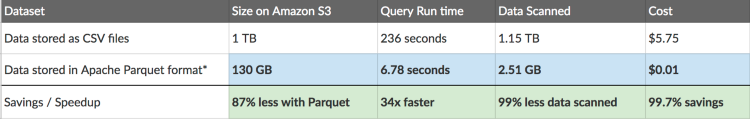 Dataset Size on Amazon S3 Query Run time Data Scanned Cost
Data stored as CSV files 1 TB 236 seconds 1.15 TB $5.75
Data stored in Apache Parquet format* 130 GB 6.78 seconds 2.51 GB $0.01
Savings / Speedup 87% less with Parquet 34x faster 99% less data scanned 99.7% savings